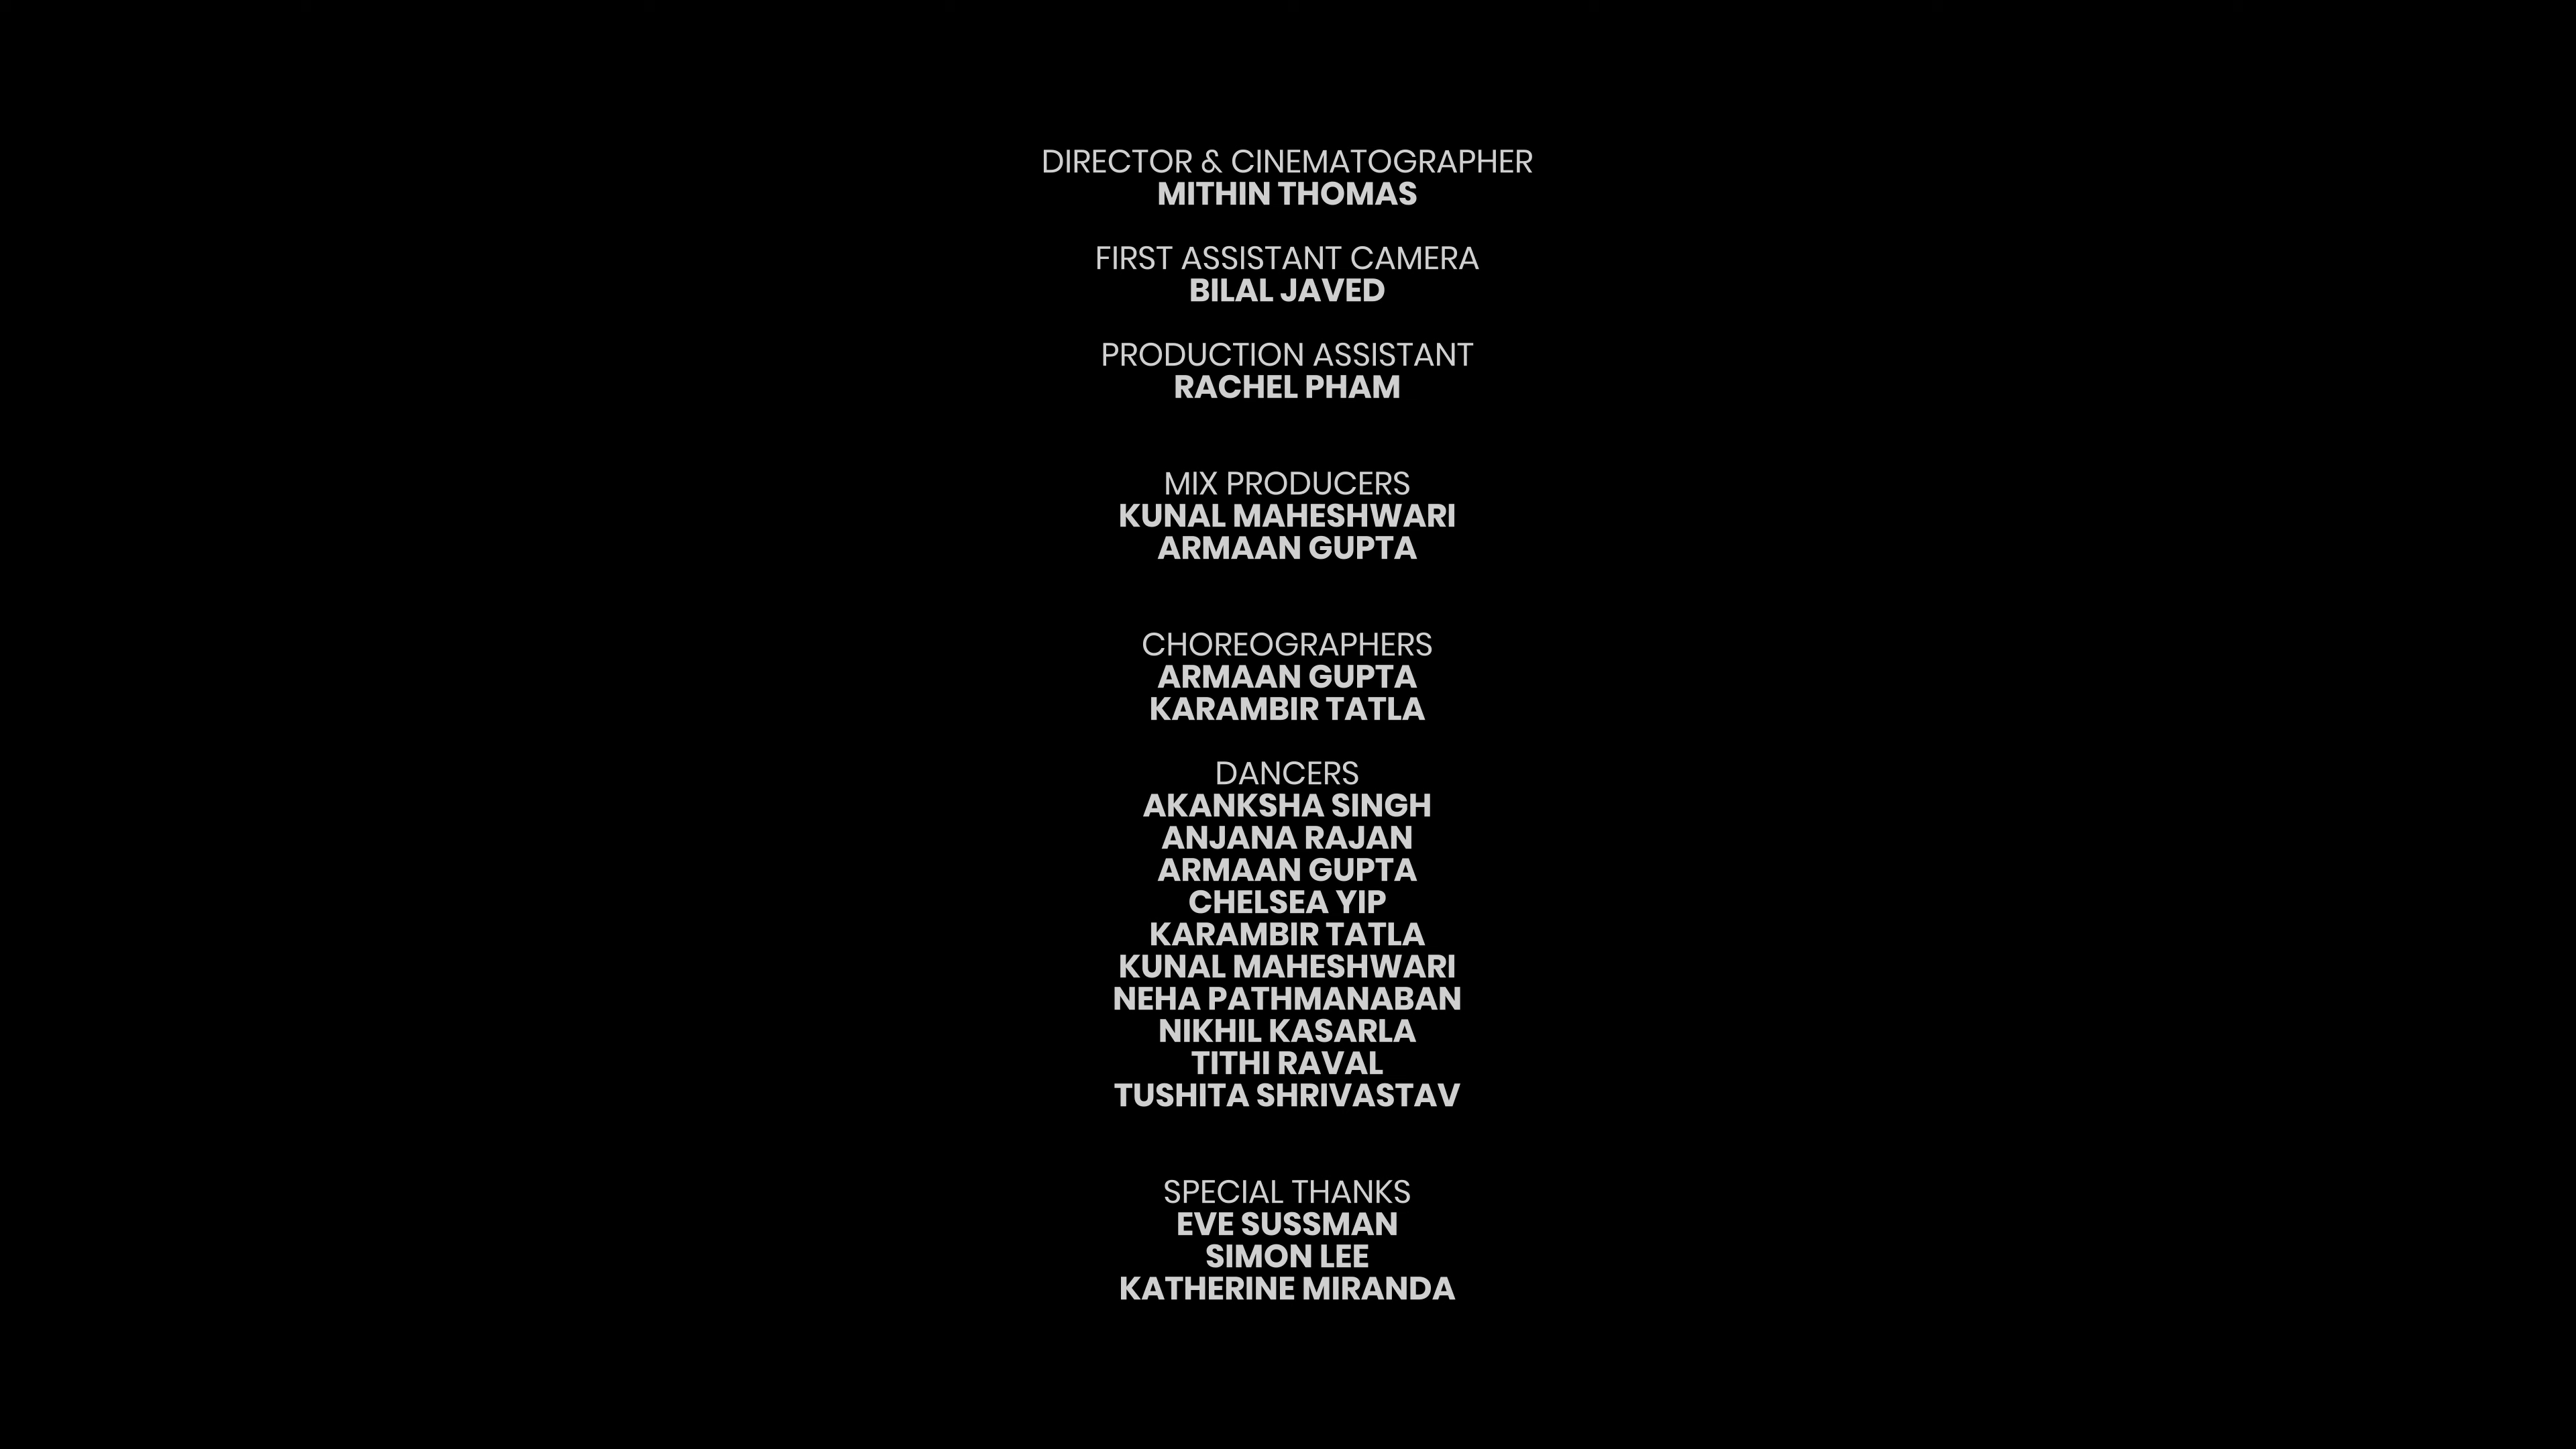 DIRECTOR & CINEMATOGRAPHER
MITHIN THOMAS
FIRST ASSISTANT CAMERA
BILAL JAVED
PRODUCTION ASSISTANT
RACHEL PHAM
MIX PRODUCERS
KUNAL MAHESHWARI
ARMAAN GUPTA
CHOREOGRAPHERS
ARMAAN GUPTA
KARAMBIR TATLA
DANCERS
AKANKSHA SINGH
ANJANA RAJAN
ARMAAN GUPTA
CHELSEA YIP
KARAMBIR TATLA
KUNAL MAHESHWARI
NEHA PATHMANABAN
NIKHIL KASARLA
TITHI RAVAL
TUSHITA SHRIVASTAV
SPECIAL THANKS
EVE SUSSMAN
SIMON LEE
KATHERINE MIRANDA